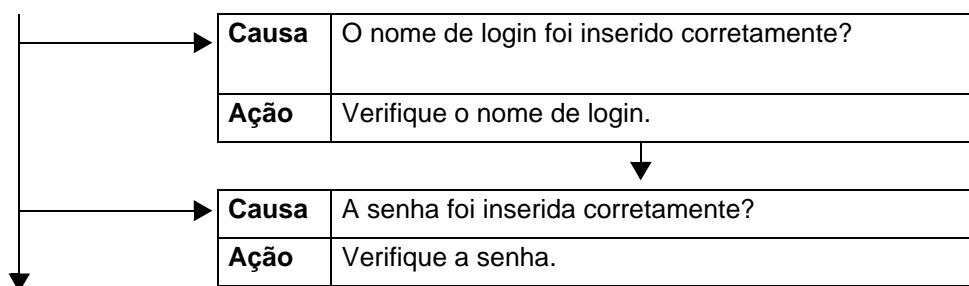 Causa O nome de login foi inserido corretamente?
Ação Verifique o nome de login.
Causa A senha foi inserida corretamente?
Ação Verifique a senha.